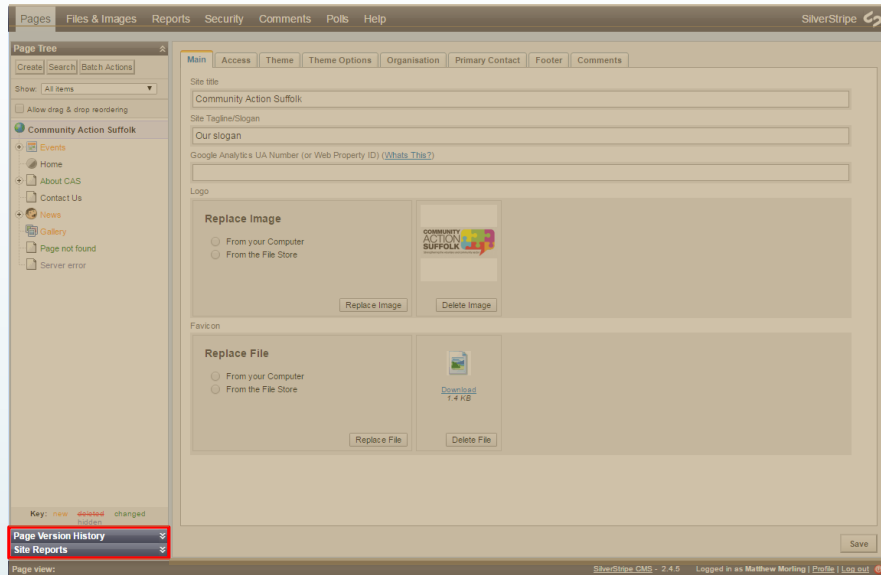 Pages Files & Images Reports Security Comments Polls Help SilverStripe
Page Tree
Create Search Batch Actions
Show: All items
Allow drag & drop reordering
Community Action Suffolk
Events
Home
About CAS
Contact Us
News
Gallery
Page not found
Server error
Key: new deleted changed
hidden
Page Version History
Site Reports
Main Access Theme Theme Options Organisation Primary Contact Footer Comments
Site title
Community Action Suffolk
Site Tagline/Slogan
Our slogan
Google Analytics UA Number (or Web Property ID) (Whats This?)
Logo
Replace Image
From your Computer
From the File Store
Replace Image
COMMUNITY
ACTION
SUFFOLK
Delete Image
Favicon
Replace File
From your Computer
From the File Store
Replace File
Download
1.4 KB
Delete File
Save
Page view: SilverStripe CMS - 2.4.5 Logged in as Matthew Morling | Profile | Log out